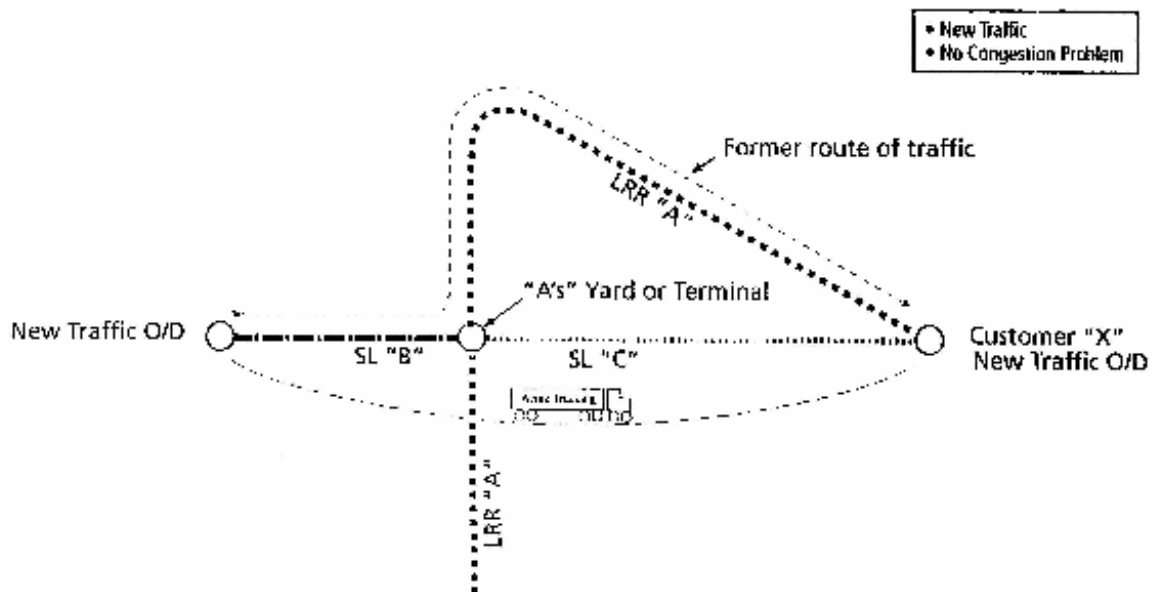 • New Traffic
• No Congestion Problem
Former route of traffic
LRR "A"
"A's" Yard or Terminal
New Traffic O/D
SL "B"
SL "C"
Customer "X"
New Traffic O/D
LRR "A"